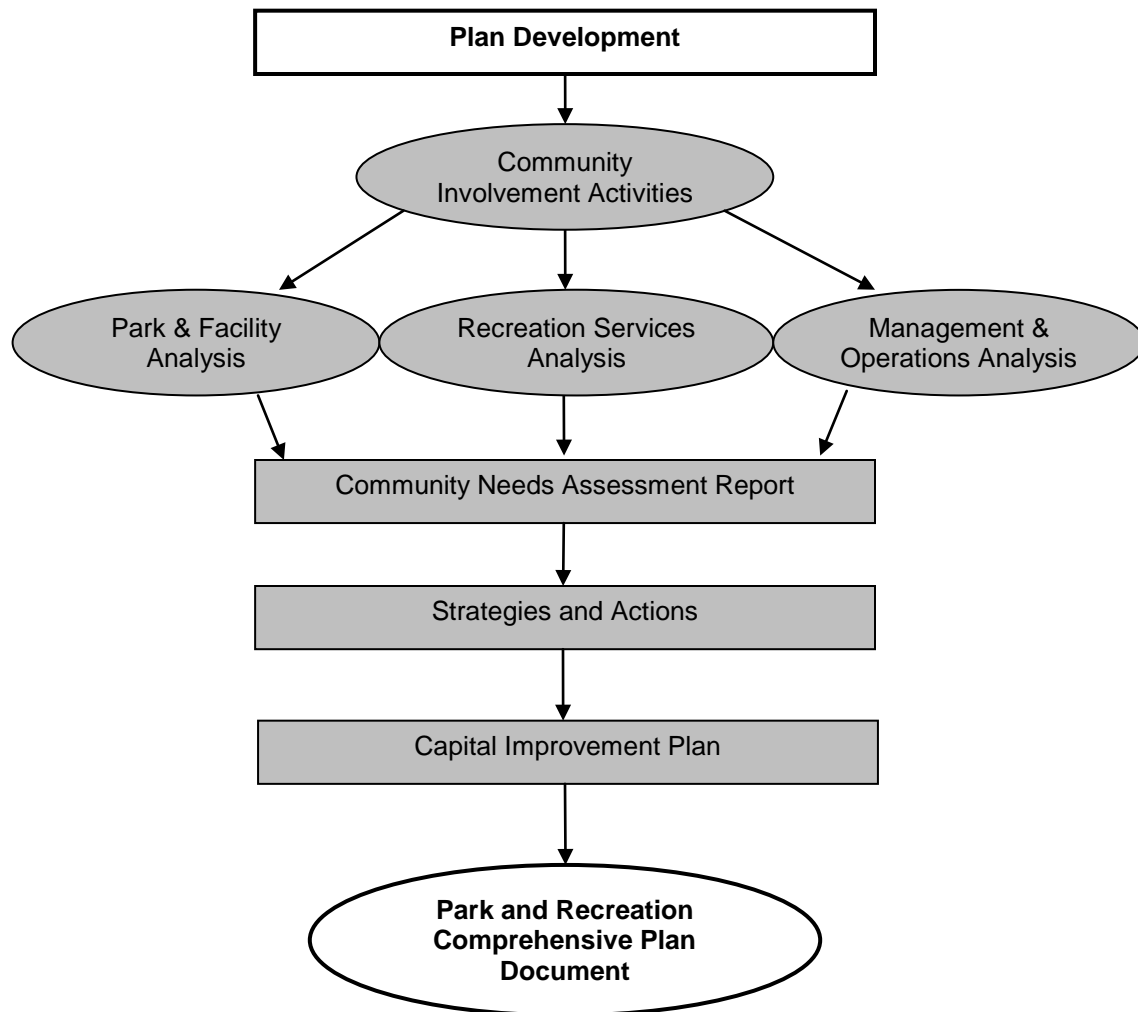 Plan Development
Community
Involvement Activities
Park & Facility
Analysis
Recreation Services
Analysis
Management &
Operations Analysis
Community Needs Assessment Report
Strategies and Actions
Capital Improvement Plan
Park and Recreation
Comprehensive Plan
Document